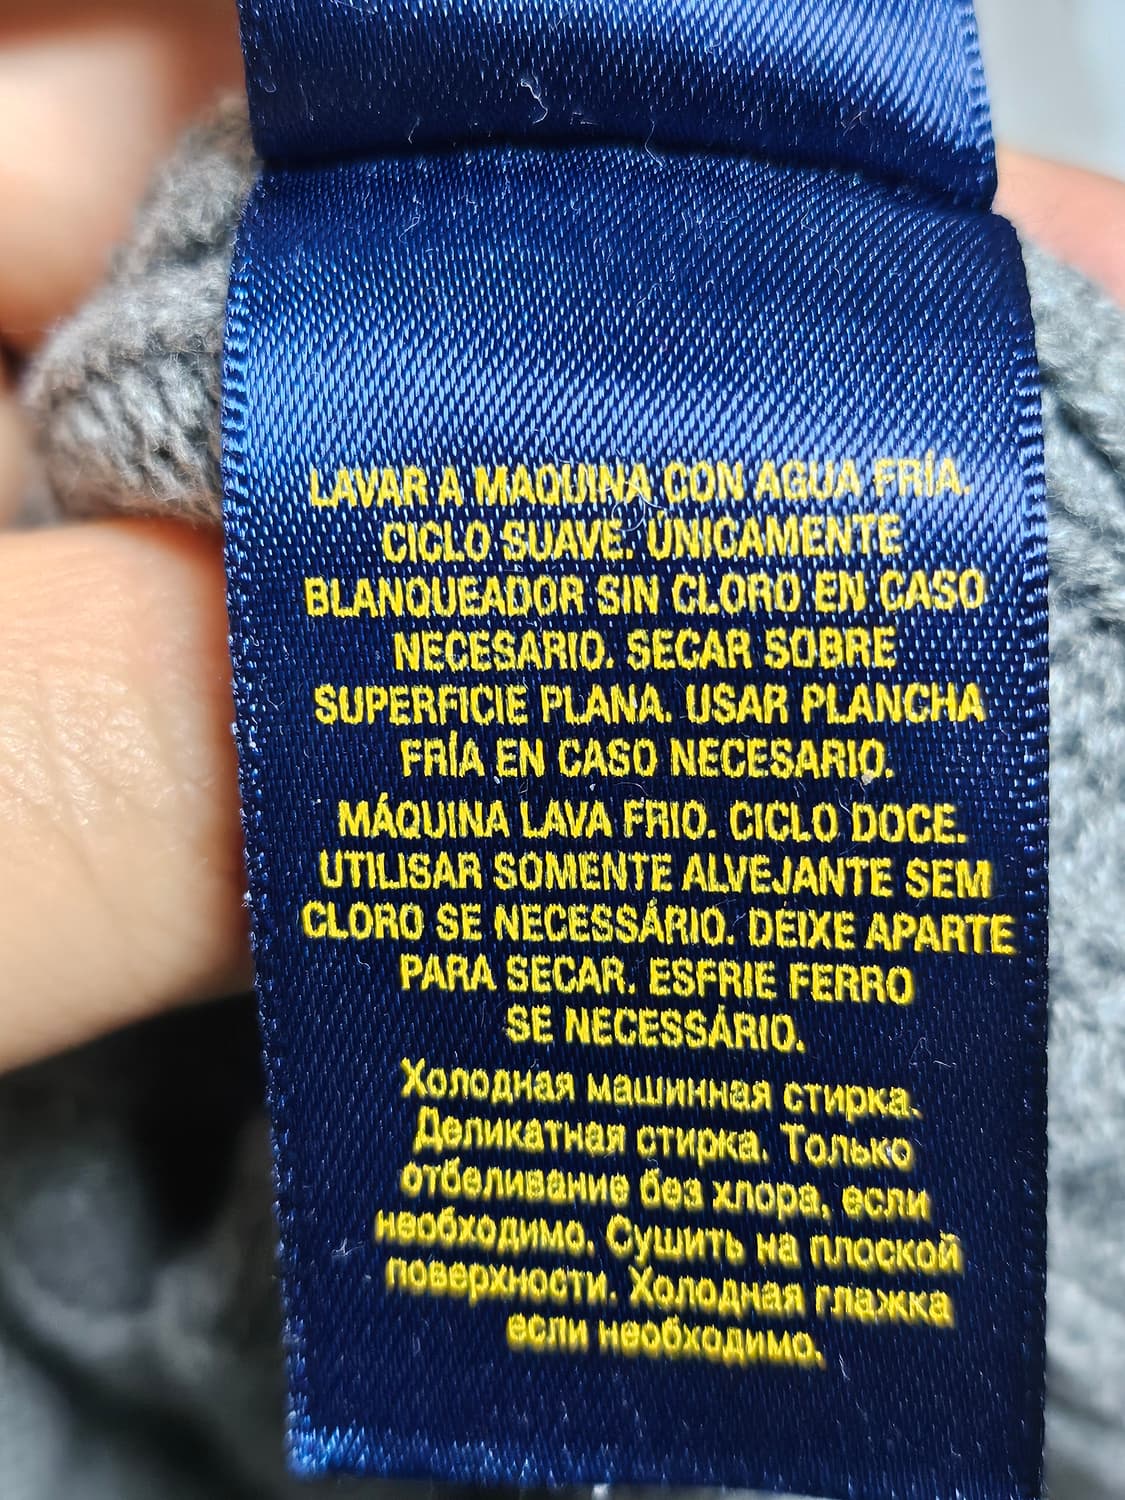 LAVAR A MAQUINA CON AGUA FRÍA.
CICLO SUAVE. ÚNICAMENTE
BLANQUEADOR SIN CLORO EN CASO
NECESARIO. SECAR SOBRE
SUPERFICIE PLANA. USAR PLANCHA
FRÍA EN CASO NECESARIO.
MÁQUINA LAVA FRIO. CICLO DOCE.
UTILISAR SOMENTE ALVEJANTE SEM
CLORO SE NECESSÁRIO. DEIXE APARTE
PARA SECAR. ESFRIE FERRO
SE NECESSÁRIO.
Холодная машинная стирка.
Деликатная стирка. Только
отбеливание без хлора, если
необходимо. Сушить на плоской
поверхности. Холодная глажка
если необходимо.